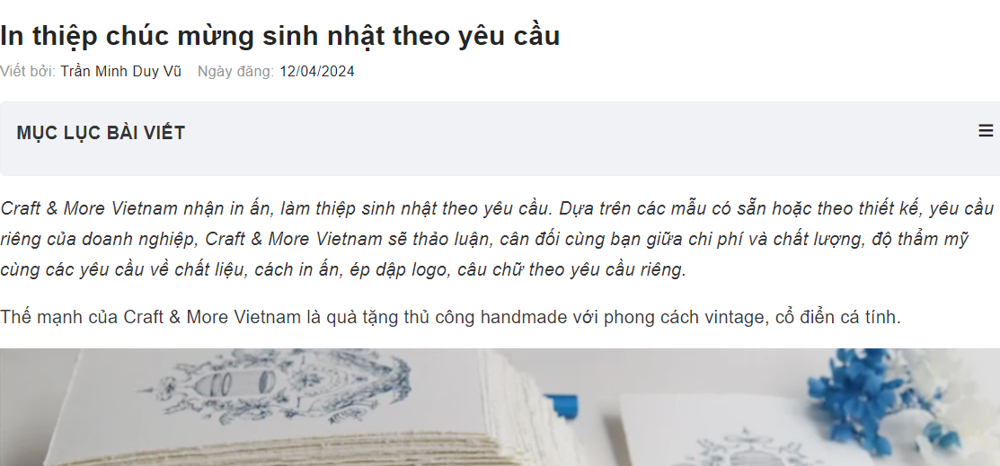 In thiệp chúc mừng sinh nhật theo yêu cầu
Viết bởi: Trần Minh Duy Vũ Ngày đăng: 12/04/2024
MỤC LỤC BÀI VIẾT
Craft & More Vietnam nhận in ấn, làm thiệp sinh nhật theo yêu cầu. Dựa trên các mẫu có sẵn hoặc theo thiết kế, yêu cầu
riêng của doanh nghiệp, Craft & More Vietnam sẽ thảo luận, cân đối cùng bạn giữa chi phí và chất lượng, độ thẩm mỹ
cùng các yêu cầu về chất liệu, cách in ấn, ép dập logo, câu chữ theo yêu cầu riêng.
Thế mạnh của Craft & More Vietnam là quà tặng thủ công handmade với phong cách vintage, cổ điển cá tính.